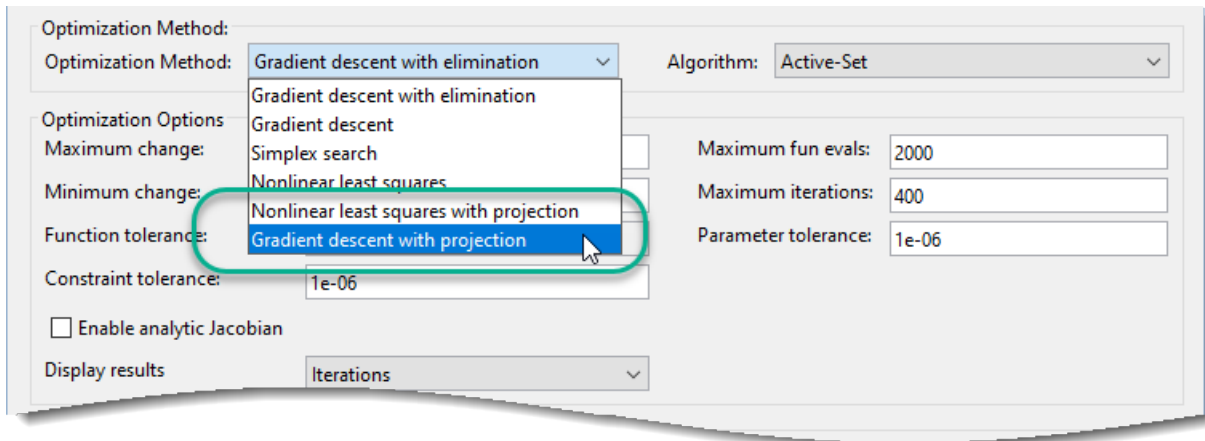 Optimization Method:
Optimization Method: Gradient descent with elimination Algorithm: Active-Set
Gradient descent with elimination
Gradient descent
Simplex search
Nonlinear least squares
Nonlinear least squares with projection
Gradient descent with projection
Optimization Options
Maximum change: Maximum fun evals: 2000
Minimum change: Maximum iterations: 400
Function tolerance: Parameter tolerance: 1e-06
Constraint tolerance: 1e-06
Enable analytic Jacobian
Display results Iterations